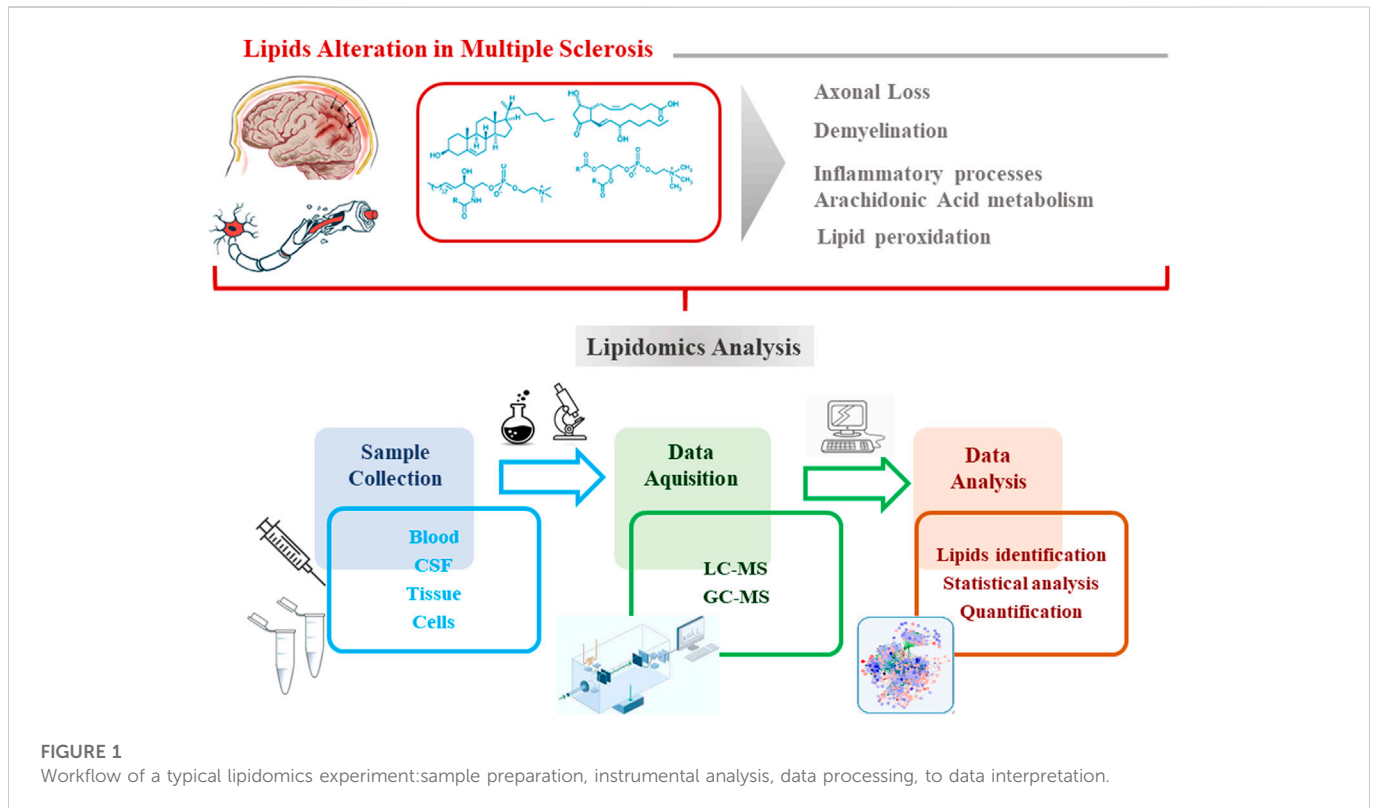 Lipids Alteration in Multiple Sclerosis
Axonal Loss
Demyelination
Inflammatory processes
Arachidonic Acid metabolism
Lipid peroxidation
Lipidomics Analysis
Sample
Collection
Blood
CSF
Tissue
Cells
Data
Aquisition
LC-MS
GC-MS
Data
Analysis
Lipids identification
Statistical analysis
Quantification
FIGURE 1
Workflow of a typical lipidomics experiment:sample preparation, instrumental analysis, data processing, to data interpretation.